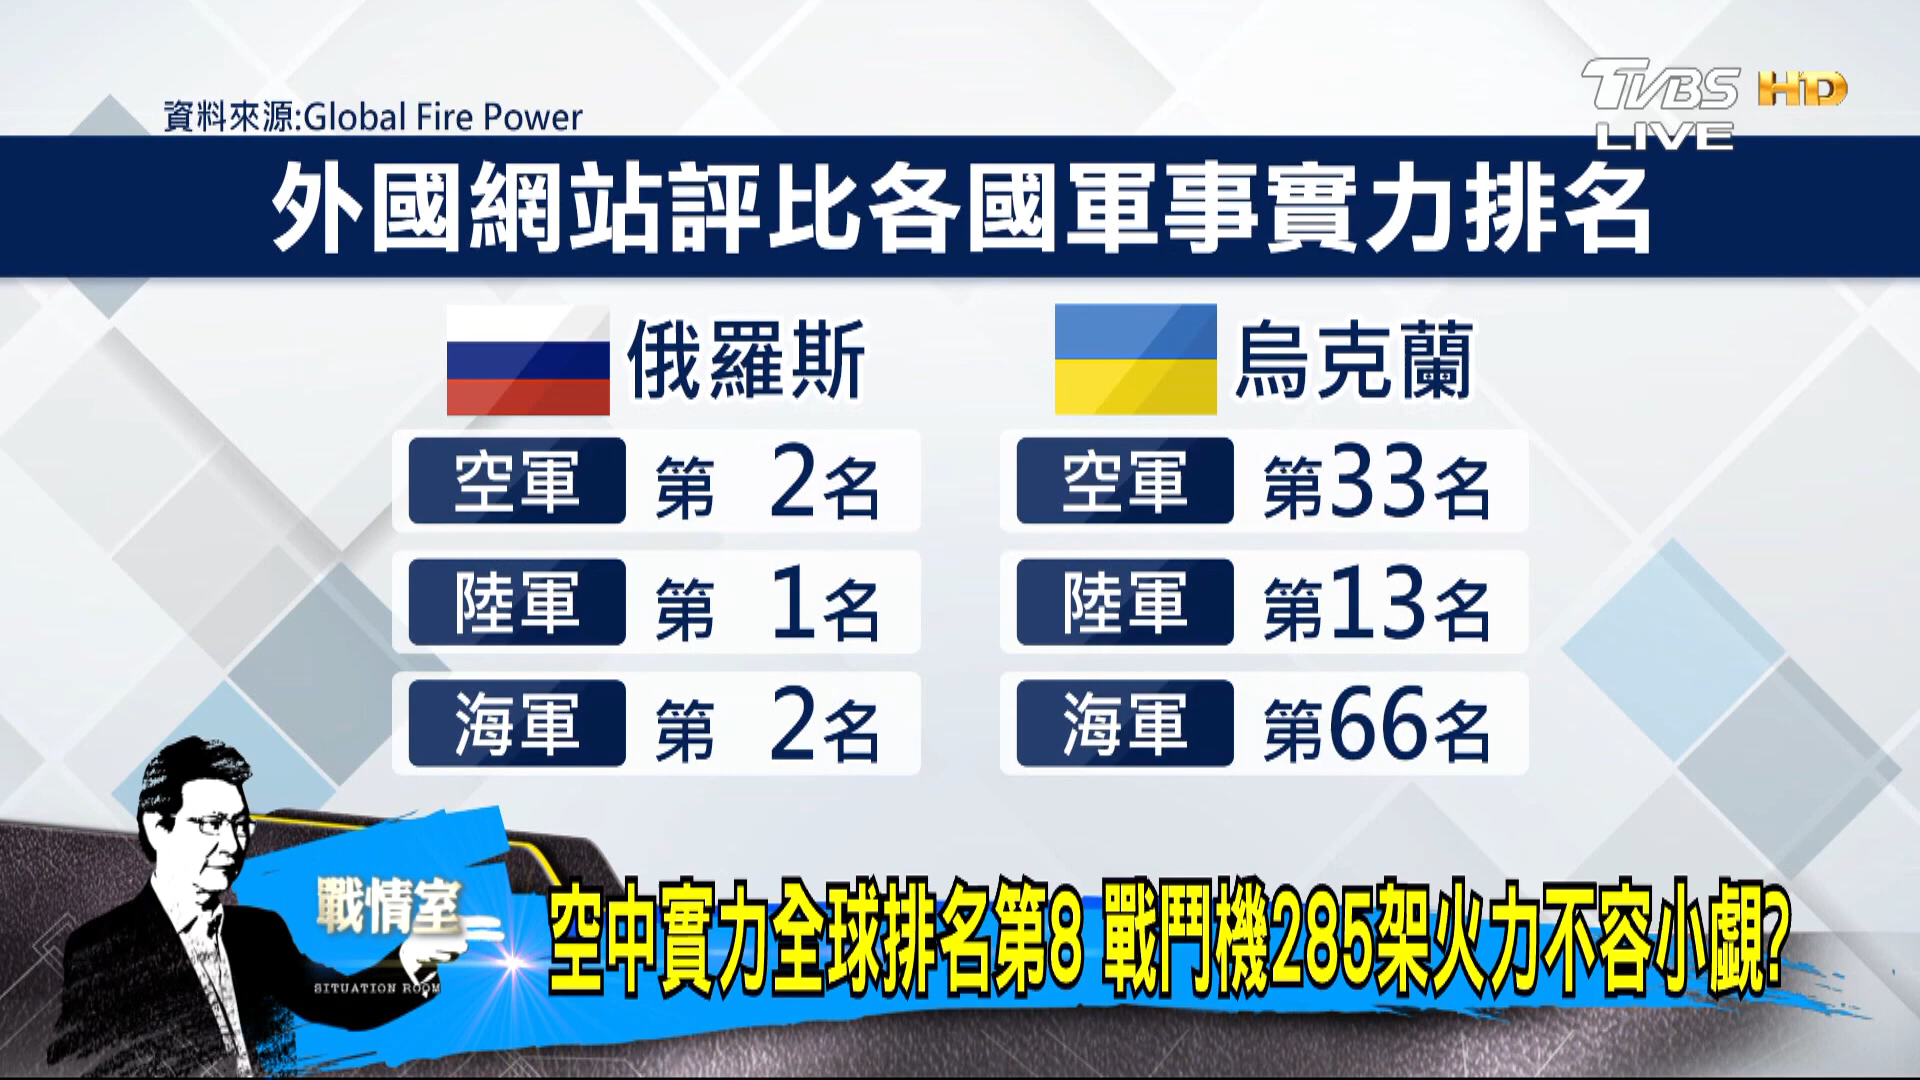 資料來源:Global Fire Power
TVBS HD
LIVE
外國網站評比各國軍事實力排名
俄羅斯
烏克蘭
空軍 第 2名
空軍 第33名
陸軍 第 1名
陸軍 第13名
海軍 第 2名
海軍 第66名
戰情室
SITUATION ROOM
空中實力全球排名第8 戰鬥機285架火力不容小覷?